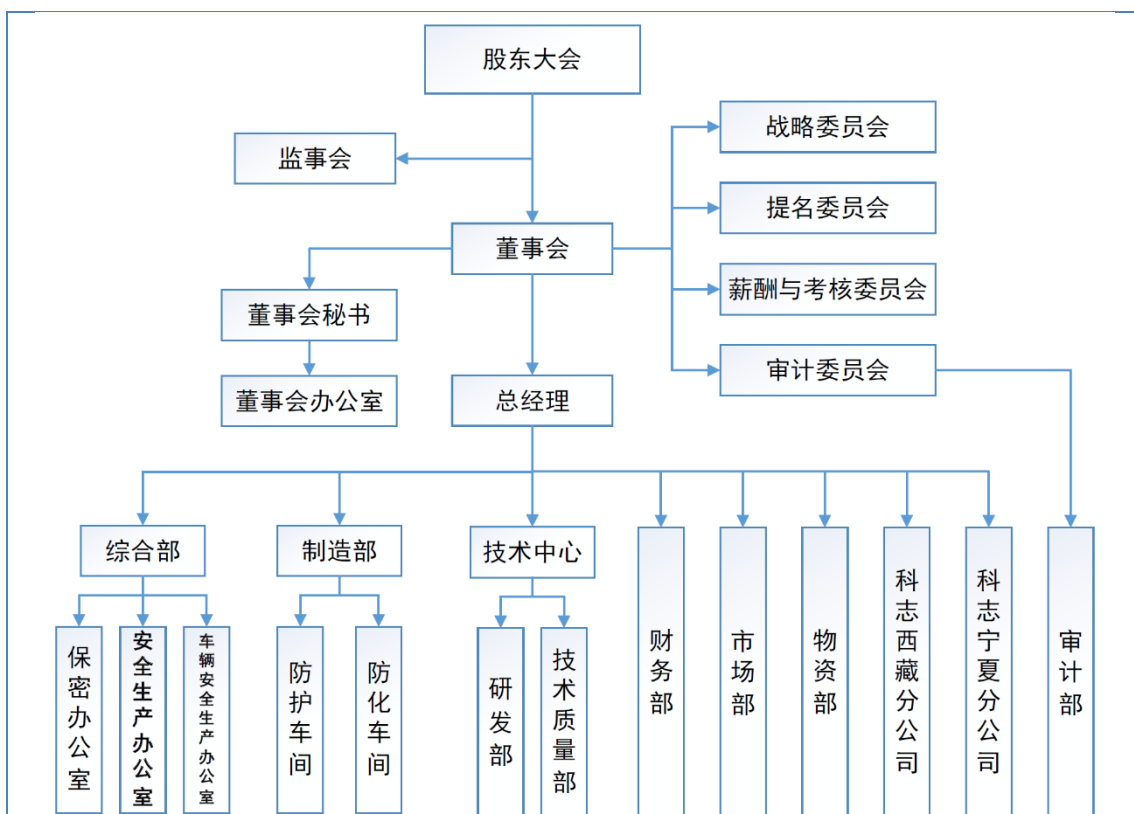 股东大会
战略委员会
监事会
提名委员会
董事会
薪酬与考核委员会
董事会秘书
审计委员会
董事会办公室
总经理
综合部
制造部
技术中心
财务部
市场部
物资部
科志西藏分公司
科志宁夏分公司
审计部
保密办公室
安全生产办公室
车辆安全生产办公室
防护车间
防化车间
研发部
技术质量部